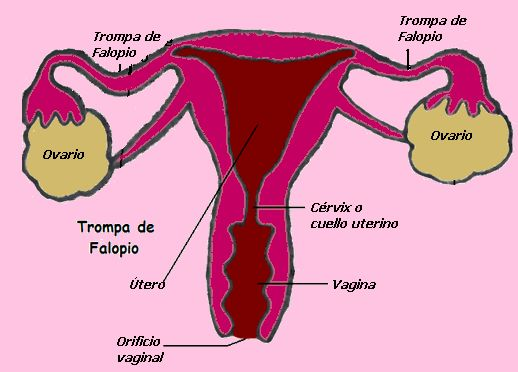 Trompa de
Falopio
Trompa de
Falopio
Ovario
Ovario
Cérvix o
cuello uterino
Trompa de
Falopio
Útero
Vagina
Orificio
vaginal